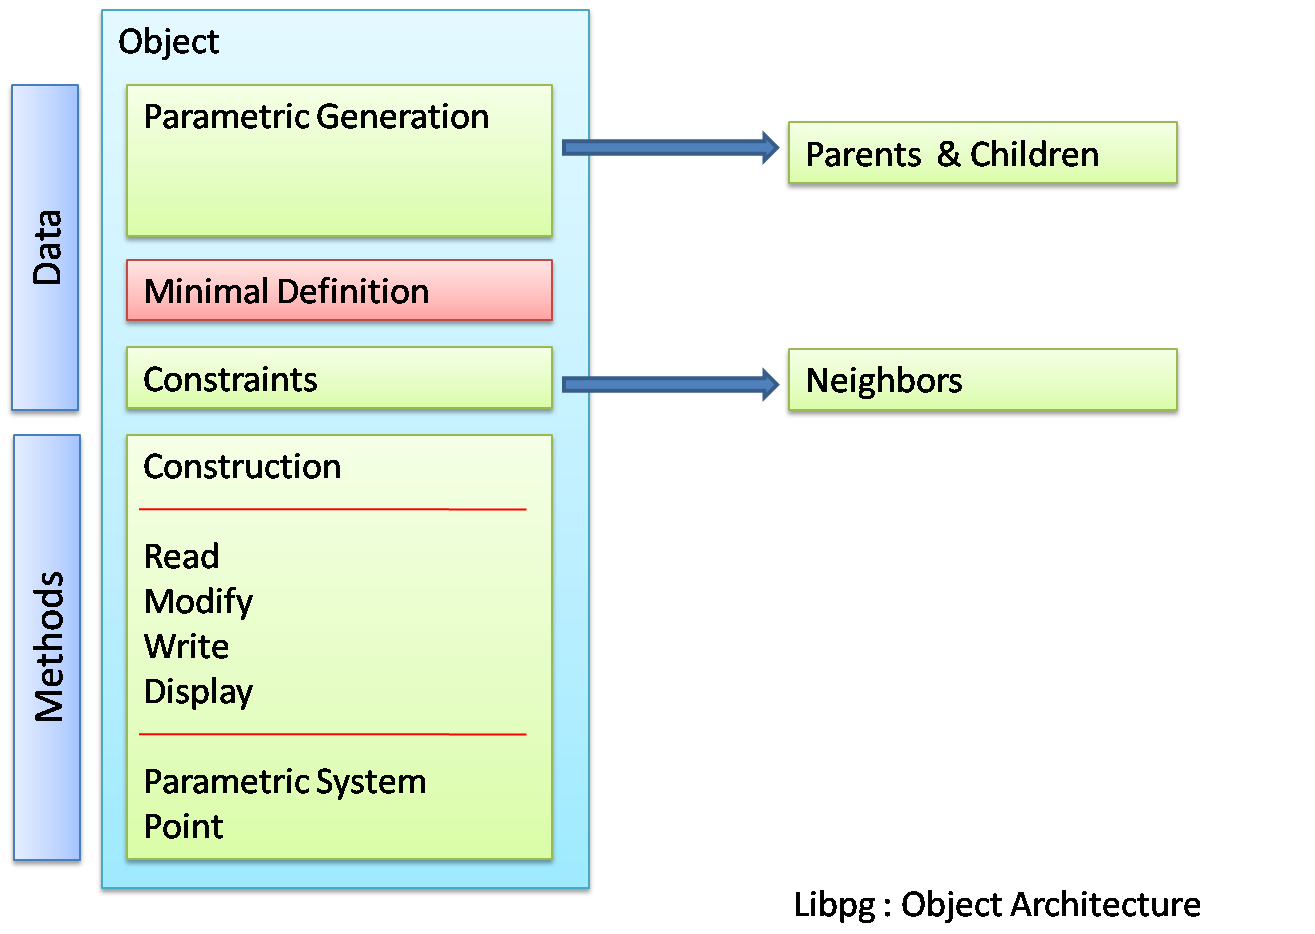 Object
Data
Parametric Generation
Parents & Children
Minimal Definition
Constraints
Neighbors
Methods
Construction
Read
Modify
Write
Display
Parametric System
Point
Libpg : Object Architecture